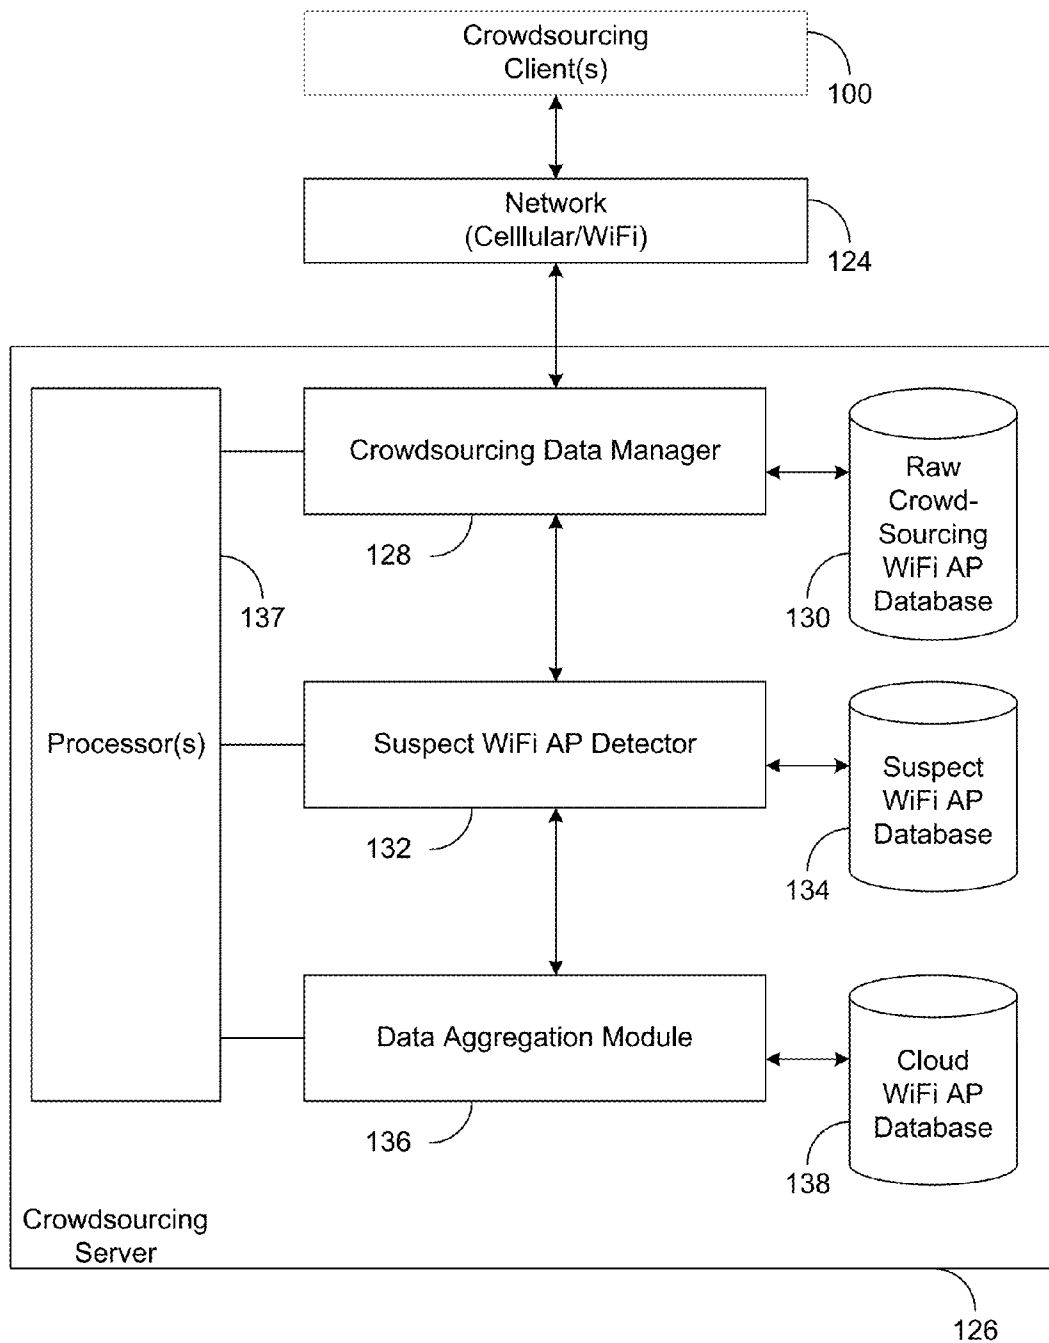 Crowdsourcing
Client(s)
100
Network
(Celllular/WiFi)
124
Crowdsourcing Data Manager
128
Raw
Crowd-
Sourcing
WiFi AP
Database
130
137
Processor(s)
Suspect WiFi AP Detector
132
Suspect
WiFi AP
Database
134
Data Aggregation Module
136
Cloud
WiFi AP
Database
138
Crowdsourcing
Server
126